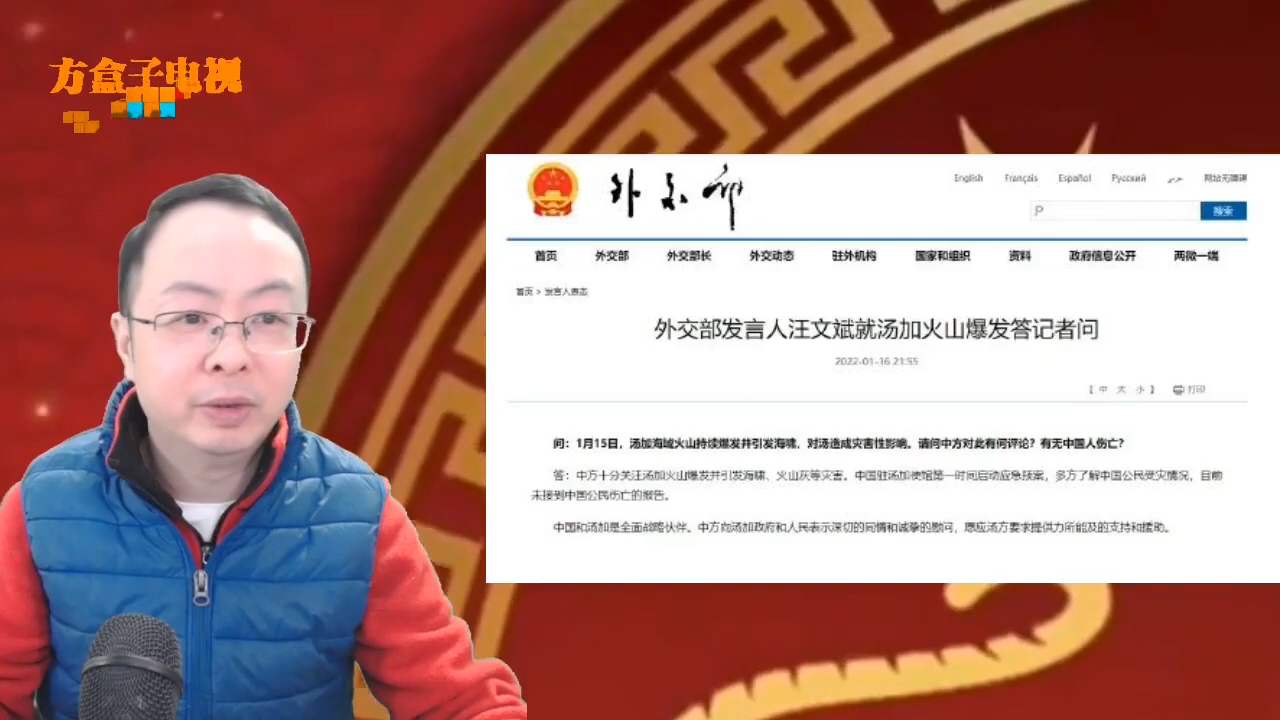 方盒子电视
外交部
English Français Español Русский 网站无障碍
搜索
首页 外交部 外交部长 外交动态 驻外机构 国家和组织 资料 政府信息公开 两微一端
首页 > 发言人表态
外交部发言人汪文斌就汤加火山爆发答记者问
2022-01-16 21:55
【 中 大 小 】 打印
问：1月15日，汤加海域火山持续爆发并引发海啸，对汤造成灾害性影响。请问中方对此有何评论？有无中国人伤亡？
答：中方十分关注汤加火山爆发并引发海啸、火山灰等灾害。中国驻汤加使馆第一时间启动应急预案，多方了解中国公民受灾情况，目前
未接到中国公民伤亡的报告。
中国和汤加是全面战略伙伴。中方向汤加政府和人民表示深切的同情和诚挚的慰问，愿应汤方要求提供力所能及的支持和援助。